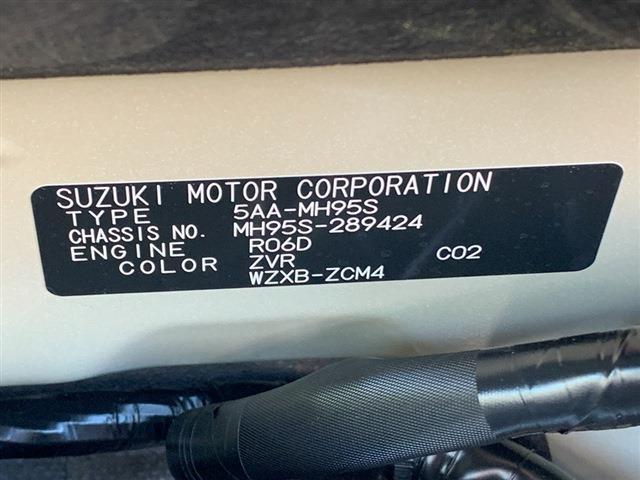 SUZUKI MOTOR CORPORATION
TYPE 5AA-MH95S
CHASSIS NO. MH95S-289424
ENGINE R06D
COLOR ZVR C02
WZXB-ZCM4